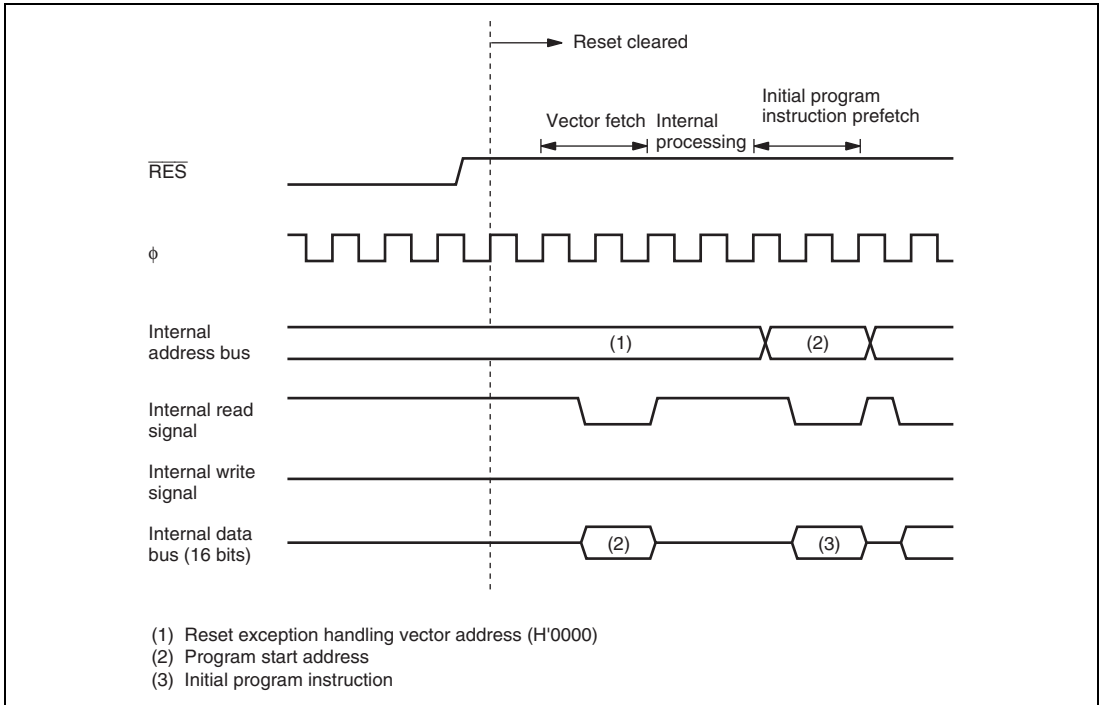 Reset cleared
Initial program
instruction prefetch
Vector fetch
Internal
processing
RES
φ
Internal
address bus
(1)
(2)
Internal read
signal
Internal write
signal
Internal data
bus (16 bits)
(2)
(3)
(1) Reset exception handling vector address (H'0000)
(2) Program start address
(3) Initial program instruction